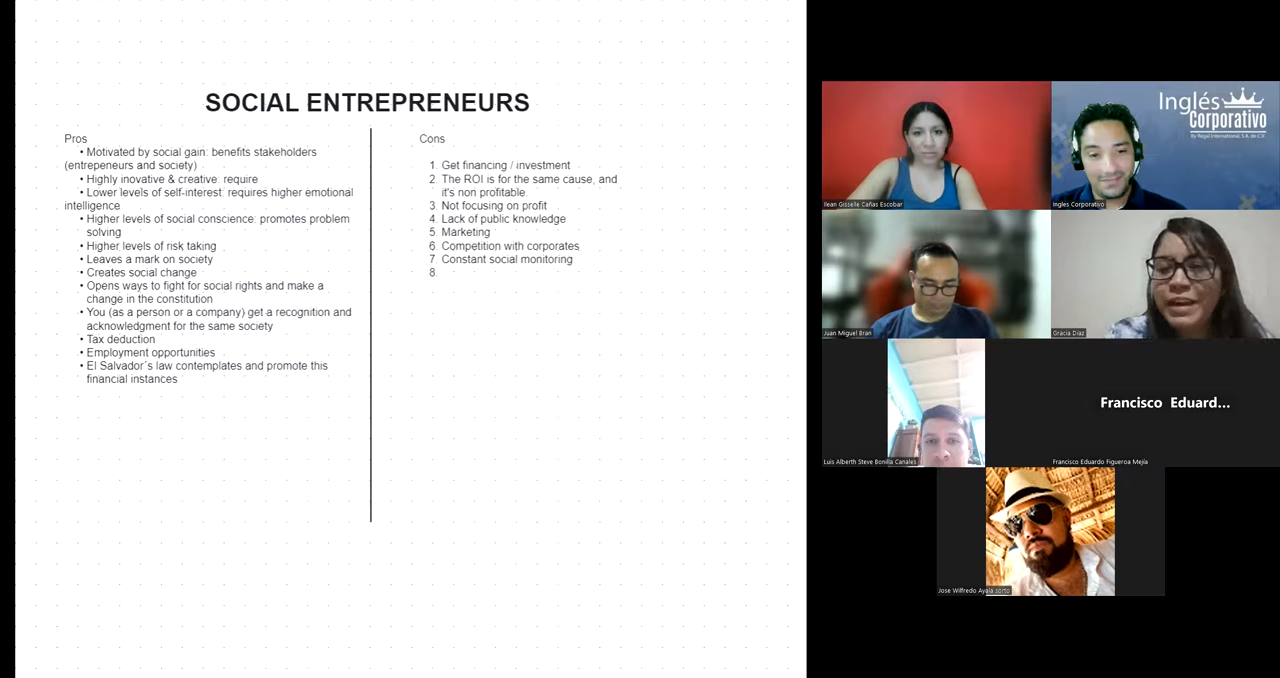 SOCIAL ENTREPRENEURS
Pros
• Motivated by social gain: benefits stakeholders
(entrepeneurs and society)
• Highly inovative & creative: require
• Lower levels of self-interest: requires higher emotional
intelligence
• Higher levels of social conscience: promotes problem
solving
• Higher levels of risk taking
• Leaves a mark on society
• Creates social change
• Opens ways to fight for social rights and make a
change in the constitution
• You (as a person or a company) get a recognition and
acknowledgment for the same society
• Tax deduction
• Employment opportunities
• El Salvador´s law contemplates and promote this
financial instances
Cons
1. Get financing / investment
2. The ROI is for the same cause, and
it's non profitable.
3. Not focusing on profit
4. Lack of public knowledge
5. Marketing
6. Competition with corporates
7. Constant social monitoring
8.
Ilean Gisselle Cañas Escobar
Inglés
Corporativo
By Regal International, S.A. de C.V.
Ingles Corporativo
Juan Miguel Bran
Gracia Diaz
Luis Alberth Steve Bonilla Canales
Francisco Eduard...
Francisco Eduardo Figueroa Mejía
Jose Wilfredo Ayala sorto